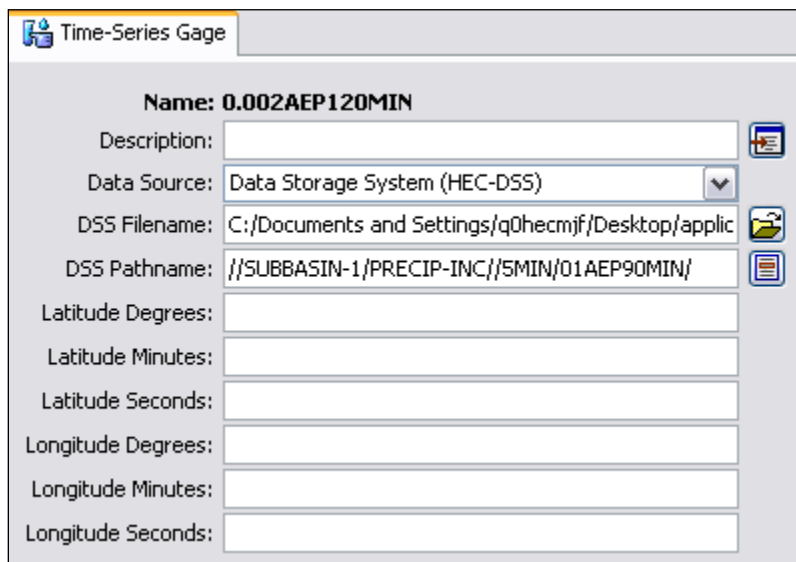 Time-Series Gage
Name: 0.002AEP120MIN
Description:
Data Source: Data Storage System (HEC-DSS)
DSS Filename: C:/Documents and Settings/q0hecmjf/Desktop/applic
DSS Pathname: //SUBBASIN-1/PRECIP-INC//5MIN/01AEP90MIN/
Latitude Degrees:
Latitude Minutes:
Latitude Seconds:
Longitude Degrees:
Longitude Minutes:
Longitude Seconds: